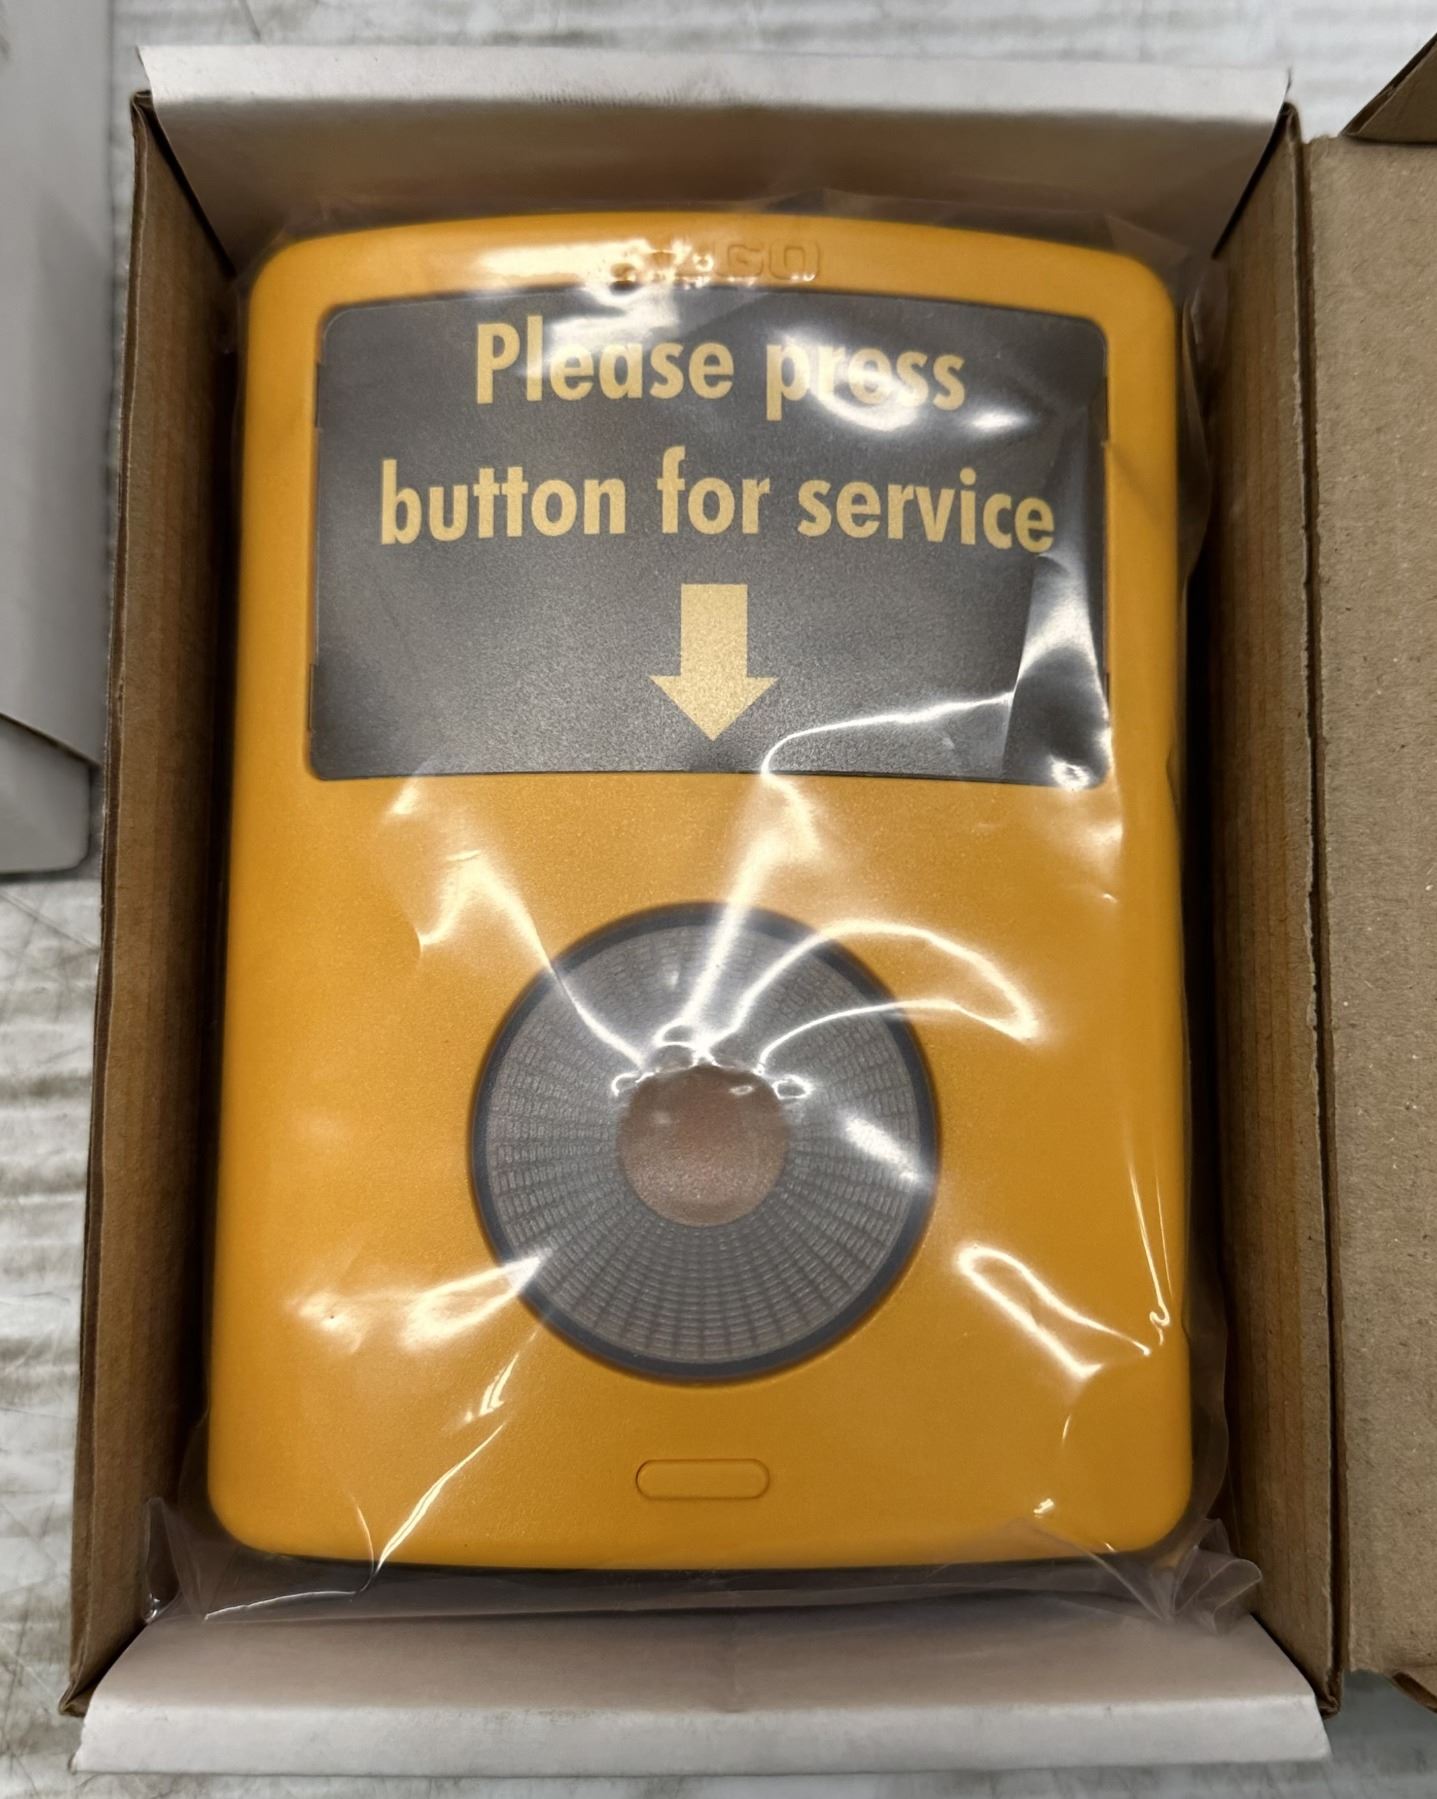 Please press
button for service